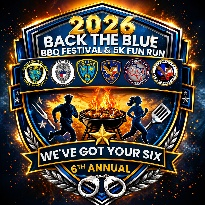 2026
BACK THE BLUE
BBQ FESTIVAL & 5K FUN RUN
WE'VE GOT YOUR SIX
6TH ANNUAL